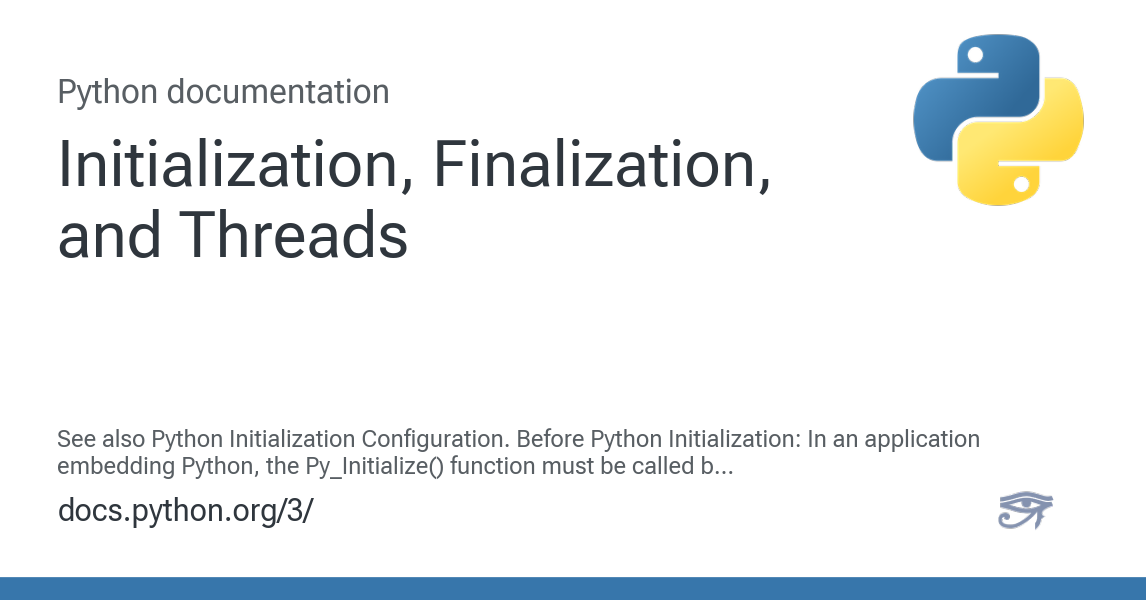 Python documentation
Initialization, Finalization,
and Threads
See also Python Initialization Configuration. Before Python Initialization: In an application
embedding Python, the Py_Initialize() function must be called b...
docs.python.org/3/